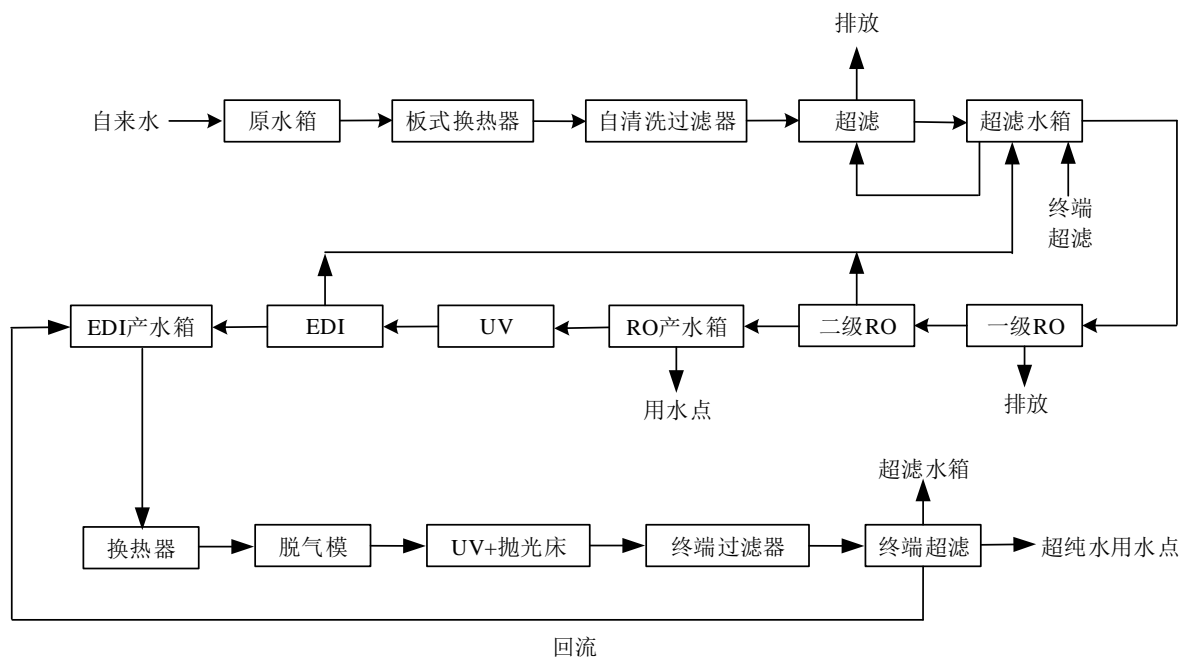 排放
自来水
原水箱
板式换热器
自清洗过滤器
超滤
超滤水箱
终端
超滤
EDI产水箱
EDI
UV
RO产水箱
二级RO
一级RO
用水点
排放
超滤水箱
换热器
脱气模
UV+抛光床
终端过滤器
终端超滤
超纯水用水点
回流